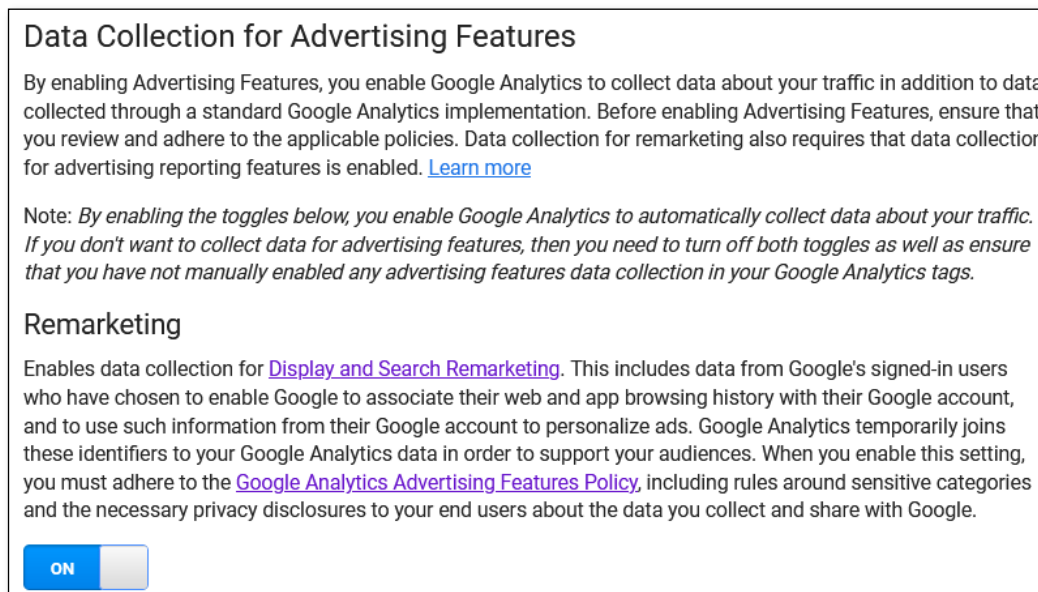 Data Collection for Advertising Features
By enabling Advertising Features, you enable Google Analytics to collect data about your traffic in addition to data
collected through a standard Google Analytics implementation. Before enabling Advertising Features, ensure that
you review and adhere to the applicable policies. Data collection for remarketing also requires that data collection
for advertising reporting features is enabled. Learn more
Note: By enabling the toggles below, you enable Google Analytics to automatically collect data about your traffic.
If you don't want to collect data for advertising features, then you need to turn off both toggles as well as ensure
that you have not manually enabled any advertising features data collection in your Google Analytics tags.
Remarketing
Enables data collection for Display and Search Remarketing. This includes data from Google's signed-in users
who have chosen to enable Google to associate their web and app browsing history with their Google account,
and to use such information from their Google account to personalize ads. Google Analytics temporarily joins
these identifiers to your Google Analytics data in order to support your audiences. When you enable this setting,
you must adhere to the Google Analytics Advertising Features Policy, including rules around sensitive categories
and the necessary privacy disclosures to your end users about the data you collect and share with Google.
ON